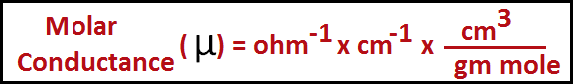 Molar
Conductance ( μ ) = ohm⁻¹ x cm⁻¹ x cm³ / gm mole